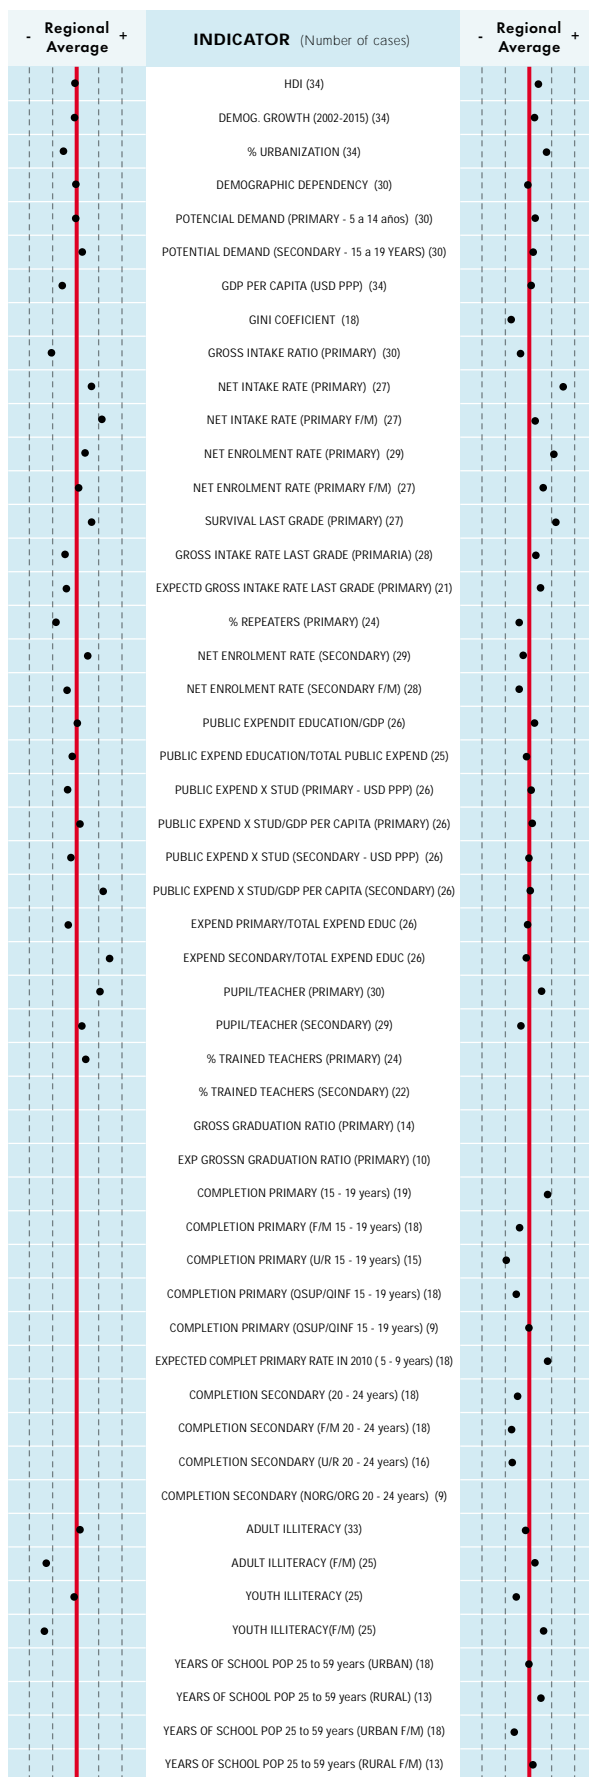 - Regional Average +
INDICATOR (Number of cases)
- Regional Average +
HDI (34)
DEMOG. GROWTH (2002-2015) (34)
% URBANIZATION (34)
DEMOGRAPHIC DEPENDENCY (30)
POTENCIAL DEMAND (PRIMARY - 5 a 14 años) (30)
POTENTIAL DEMAND (SECONDARY - 15 a 19 YEARS) (30)
GDP PER CAPITA (USD PPP) (34)
GINI COEFICIENT (18)
GROSS INTAKE RATIO (PRIMARY) (30)
NET INTAKE RATE (PRIMARY) (27)
NET INTAKE RATE (PRIMARY F/M) (27)
NET ENROLMENT RATE (PRIMARY) (29)
NET ENROLMENT RATE (PRIMARY F/M) (27)
SURVIVAL LAST GRADE (PRIMARY) (27)
GROSS INTAKE RATE LAST GRADE (PRIMARIA) (28)
EXPECTD GROSS INTAKE RATE LAST GRADE (PRIMARY) (21)
% REPEATERS (PRIMARY) (24)
NET ENROLMENT RATE (SECONDARY) (29)
NET ENROLMENT RATE (SECONDARY F/M) (28)
PUBLIC EXPENDIT EDUCATION/GDP (26)
PUBLIC EXPEND EDUCATION/TOTAL PUBLIC EXPEND (25)
PUBLIC EXPEND X STUD (PRIMARY - USD PPP) (26)
PUBLIC EXPEND X STUD/GDP PER CAPITA (PRIMARY) (26)
PUBLIC EXPEND X STUD (SECONDARY - USD PPP) (26)
PUBLIC EXPEND X STUD/GDP PER CAPITA (SECONDARY) (26)
EXPEND PRIMARY/TOTAL EXPEND EDUC (26)
EXPEND SECONDARY/TOTAL EXPEND EDUC (26)
PUPIL/TEACHER (PRIMARY) (30)
PUPIL/TEACHER (SECONDARY) (29)
% TRAINED TEACHERS (PRIMARY) (24)
% TRAINED TEACHERS (SECONDARY) (22)
GROSS GRADUATION RATIO (PRIMARY) (14)
EXP GROSSN GRADUATION RATIO (PRIMARY) (10)
COMPLETION PRIMARY (15 - 19 years) (19)
COMPLETION PRIMARY (F/M 15 - 19 years) (18)
COMPLETION PRIMARY (U/R 15 - 19 years) (15)
COMPLETION PRIMARY (QSUP/QINF 15 - 19 years) (18)
COMPLETION PRIMARY (QSUP/QINF 15 - 19 years) (9)
EXPECTED COMPLET PRIMARY RATE IN 2010 ( 5 - 9 years) (18)
COMPLETION SECONDARY (20 - 24 years) (18)
COMPLETION SECONDARY (F/M 20 - 24 years) (18)
COMPLETION SECONDARY (U/R 20 - 24 years) (16)
COMPLETION SECONDARY (NORG/ORG 20 - 24 years) (9)
ADULT ILLITERACY (33)
ADULT ILLITERACY (F/M) (25)
YOUTH ILLITERACY (25)
YOUTH ILLITERACY(F/M) (25)
YEARS OF SCHOOL POP 25 to 59 years (URBAN) (18)
YEARS OF SCHOOL POP 25 to 59 years (RURAL) (13)
YEARS OF SCHOOL POP 25 to 59 years (URBAN F/M) (18)
YEARS OF SCHOOL POP 25 to 59 years (RURAL F/M) (13)